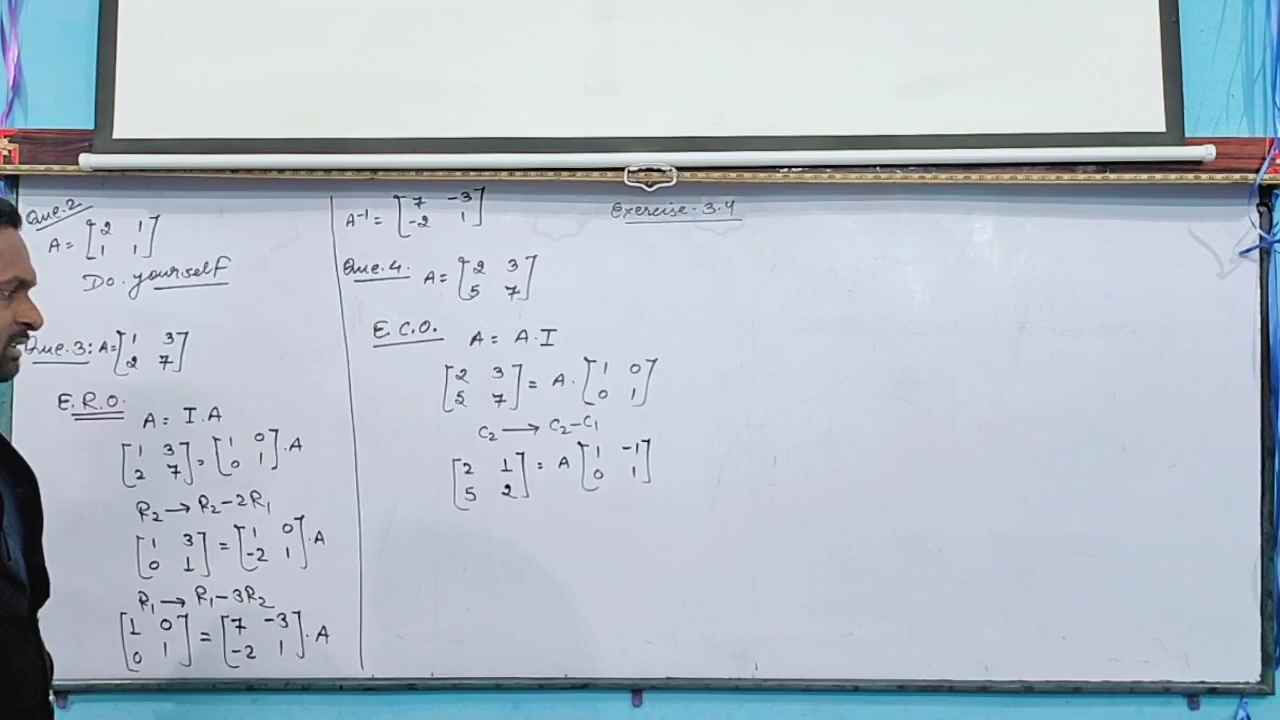 Que.2
A = [2 1
1 1]
Do yourself
Que.3: A = [1 3
2 7]
E.R.O.
A = I.A
[1 3
2 7] = [1 0
0 1].A
R₂ → R₂-2R₁
[1 3
0 1] = [1 0
-2 1].A
R₁ → R₁-3R₂
[1 0
0 1] = [7 -3
-2 1].A
A⁻¹ = [7 -3
-2 1]
Que.4. A = [2 3
5 7]
E.C.O. A = A.I
[2 3
5 7] = A.[1 0
0 1]
C₂ → C₂-C₁
[2 1
5 2] = A [1 -1
0 1]
Exercise-3.4